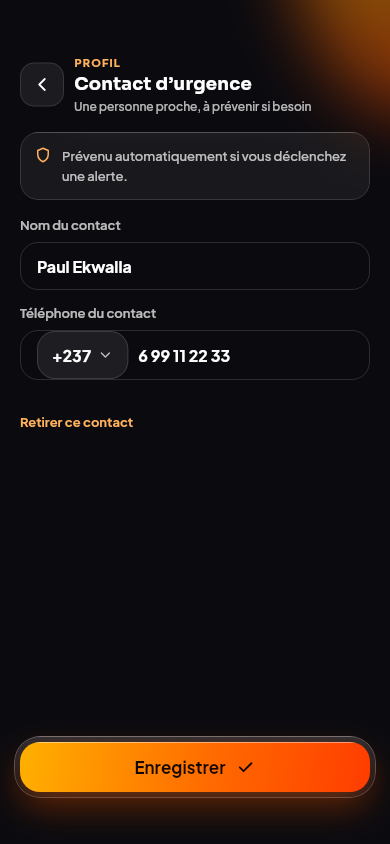 PROFIL
Contact d’urgence
Une personne proche, à prévenir si besoin
Prévenu automatiquement si vous déclenchez
une alerte.
Nom du contact
Paul Ekwalla
Téléphone du contact
+237 6 99 11 22 33
Retirer ce contact
Enregistrer